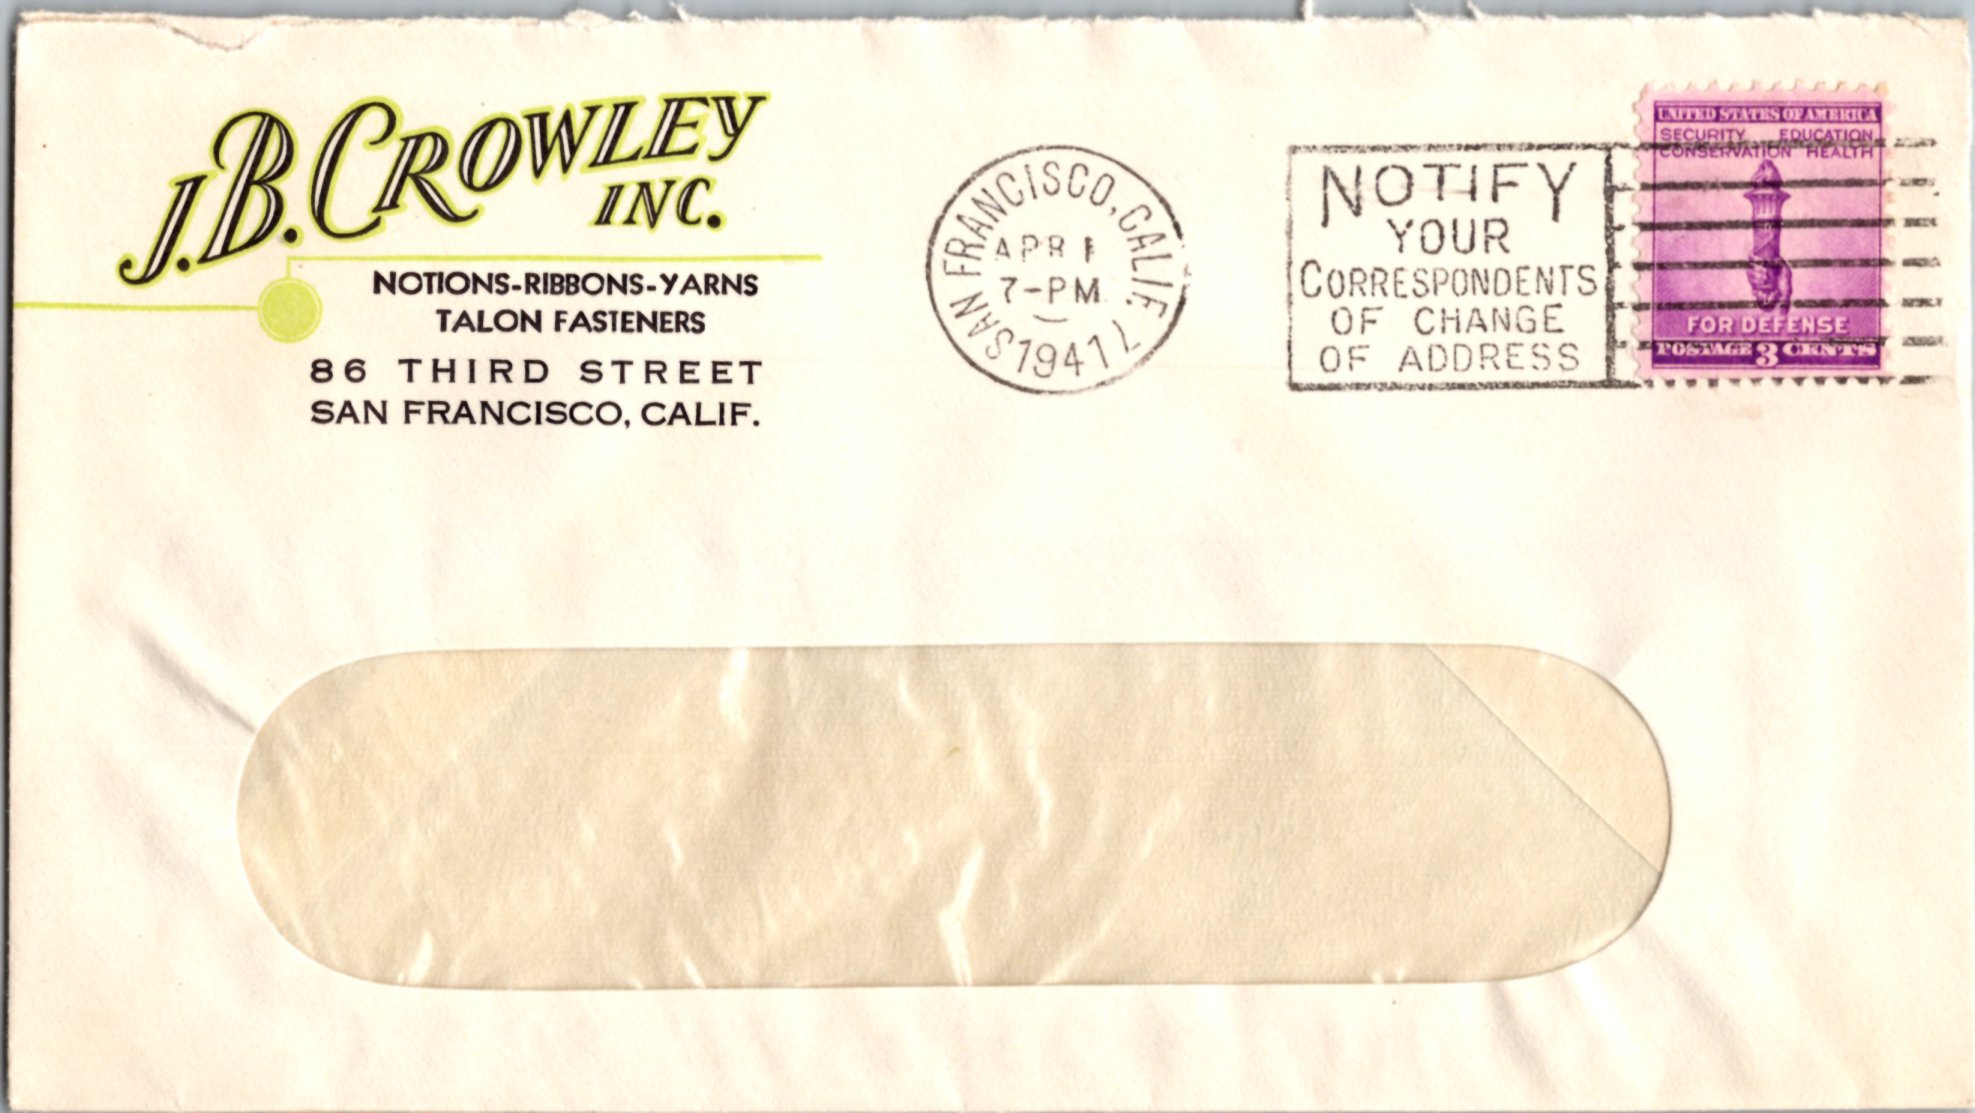 J.B. CROWLEY
INC.
NOTIONS-RIBBONS-YARNS
TALON FASTENERS
86 THIRD STREET
SAN FRANCISCO, CALIF.
SAN FRANCISCO, CALIF.
APR 1
7-PM
1941
NOTIFY
YOUR
CORRESPONDENTS
OF CHANGE
OF ADDRESS
UNITED STATES OF AMERICA
SECURITY EDUCATION
CONSERVATION HEALTH
FOR DEFENSE
POSTAGE 3 CENTS